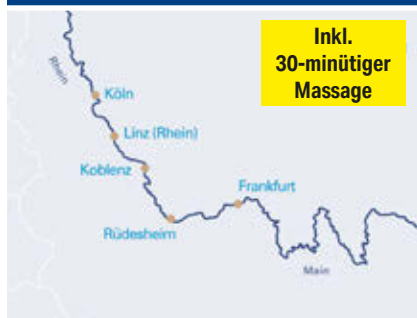 Inkl.
30-minütiger
Massage
Rhein
Köln
Linz (Rhein)
Koblenz
Frankfurt
Rüdesheim
Main